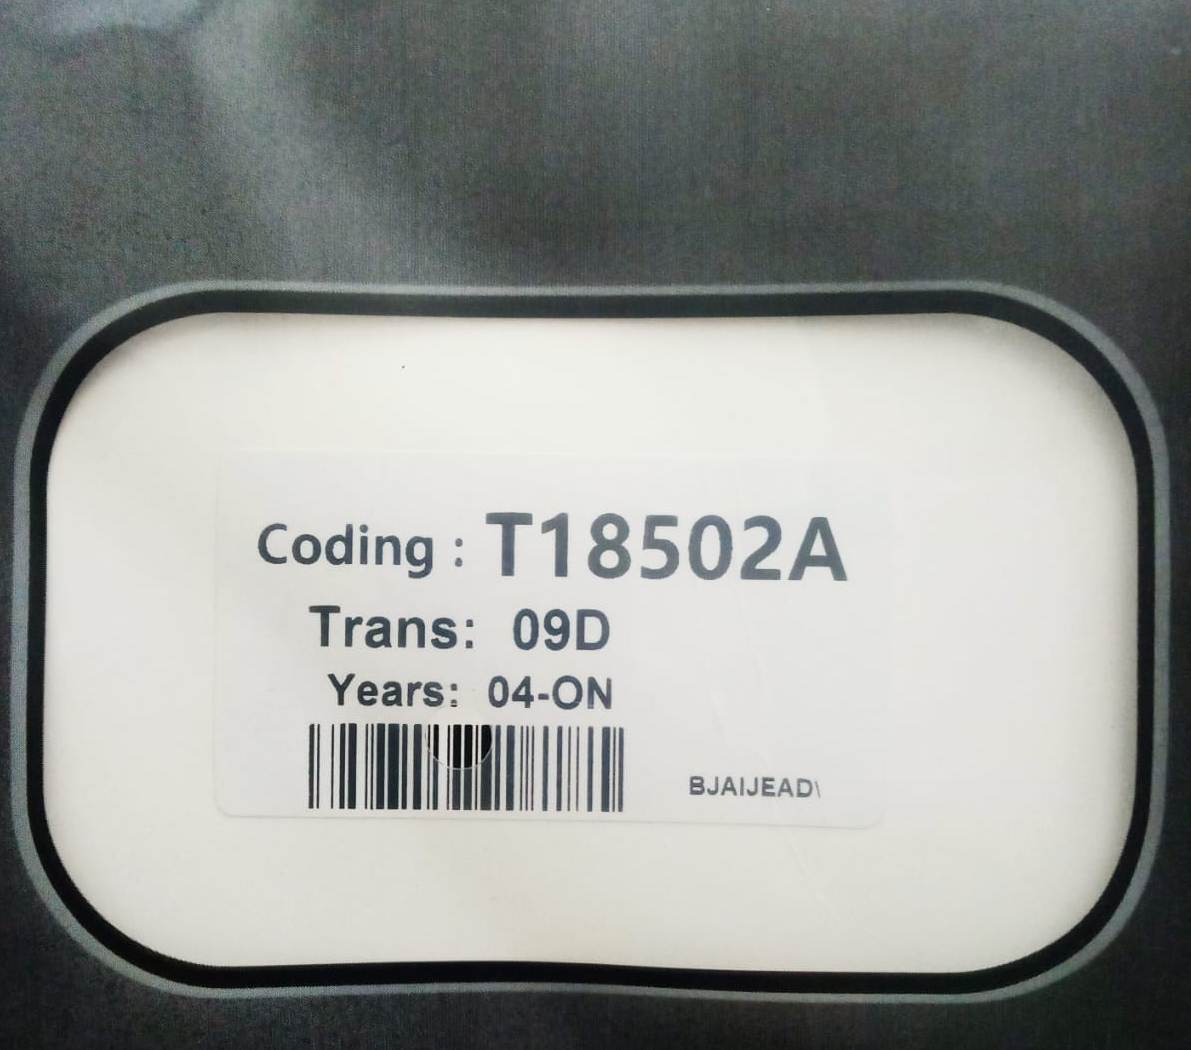 Coding : T18502A
Trans: 09D
Years: 04-ON
BJAIJEAD\